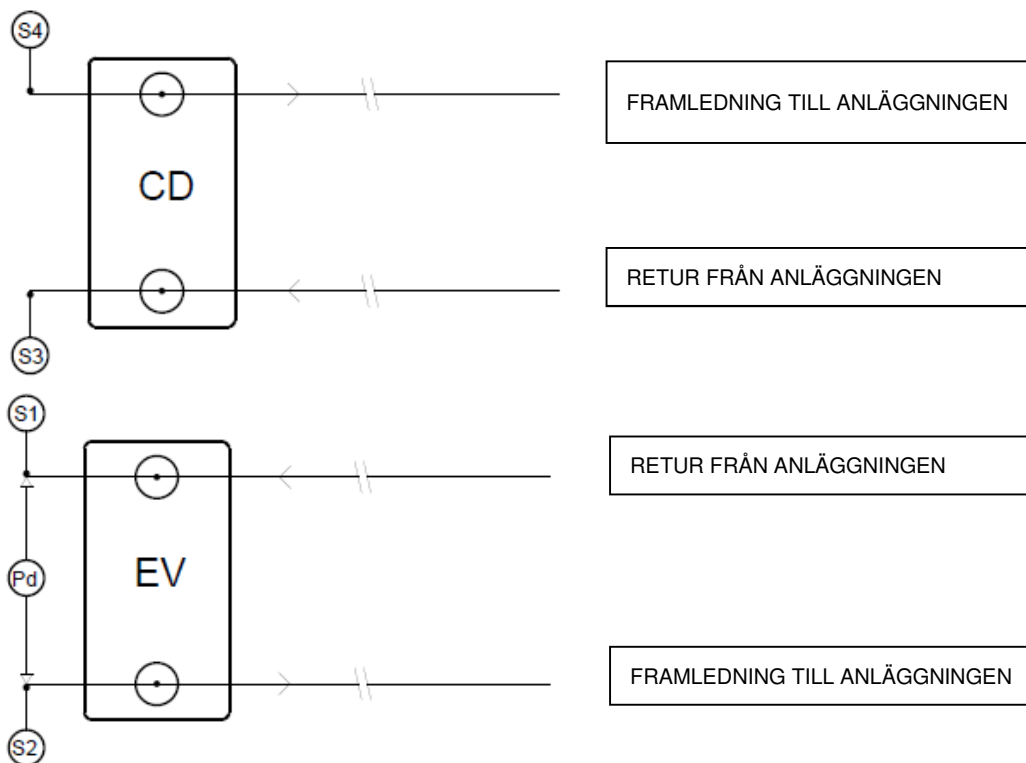 S4
FRAMLEDNING TILL ANLÄGGNINGEN
CD
RETUR FRÅN ANLÄGGNINGEN
S3
S1
RETUR FRÅN ANLÄGGNINGEN
Pd
EV
FRAMLEDNING TILL ANLÄGGNINGEN
S2